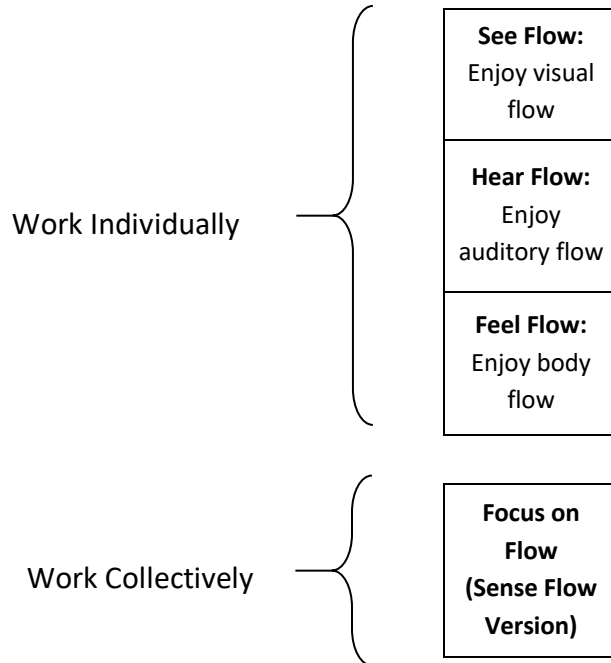 See Flow:
Enjoy visual
flow
Work Individually
Hear Flow:
Enjoy
auditory flow
Feel Flow:
Enjoy body
flow
Work Collectively
Focus on
Flow
(Sense Flow
Version)